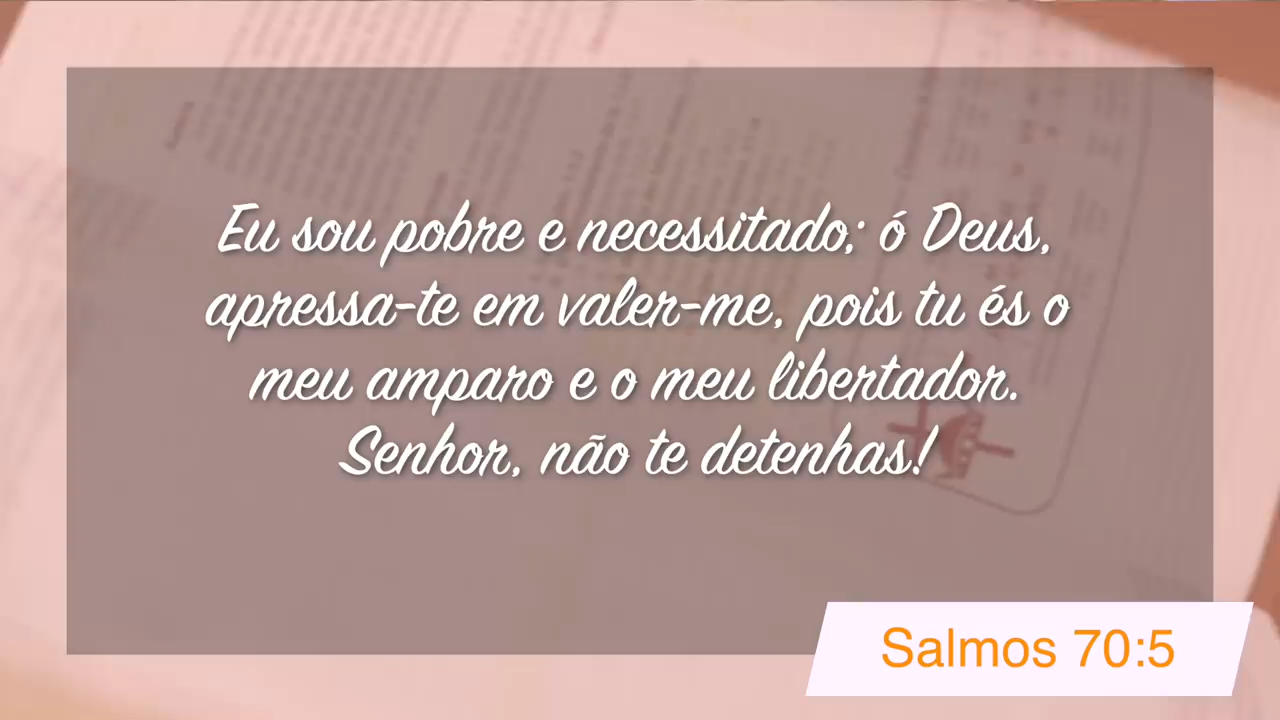 Eu sou pobre e necessitado; ó Deus,
apressa-te em valer-me, pois tu és o
meu amparo e o meu libertador.
Senhor, não te detenhas!
Salmos 70:5